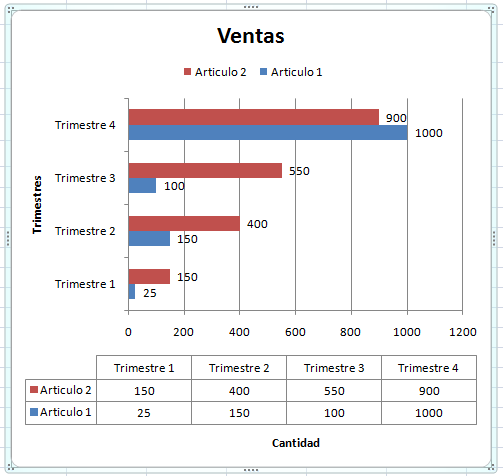 Ventas
Articulo 2 Articulo 1
Trimestres
Trimestre 4 900
1000
Trimestre 3 550
100
Trimestre 2 400
150
Trimestre 1 150
25
0 200 400 600 800 1000 1200
Trimestre 1 Trimestre 2 Trimestre 3 Trimestre 4
Articulo 2 150 400 550 900
Articulo 1 25 150 100 1000
Cantidad